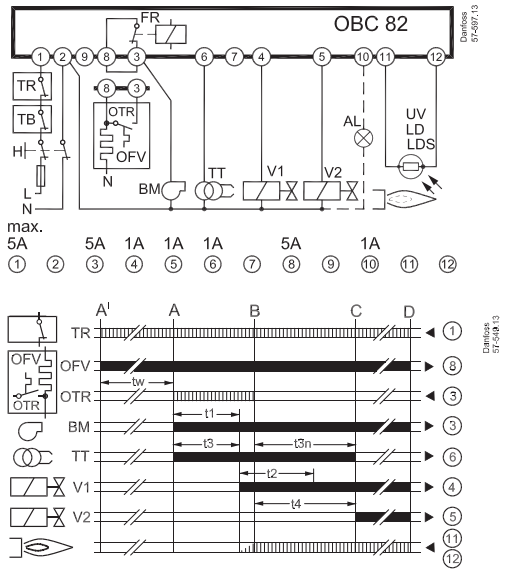 FR
OBC 82
Danfoss
57-597.13
1 2 9 8 3 6 7 4 5 10 11 12
TR
8 3
TB
OTR
AL
UV
LD
LDS
H
OFV
TT
V1
V2
BM
L
N
N
max.
5A 5A 1A 1A 1A 5A 1A
1 2 3 4 5 6 7 8 9 10 11 12
A' A B C D
Danfoss
57-549.13
TR 1
OFV
OFV 8
tw
OTR
OTR 3
t1
BM 3
t3 t3n
TT 6
t2
V1 4
t4
V2 5
11
12